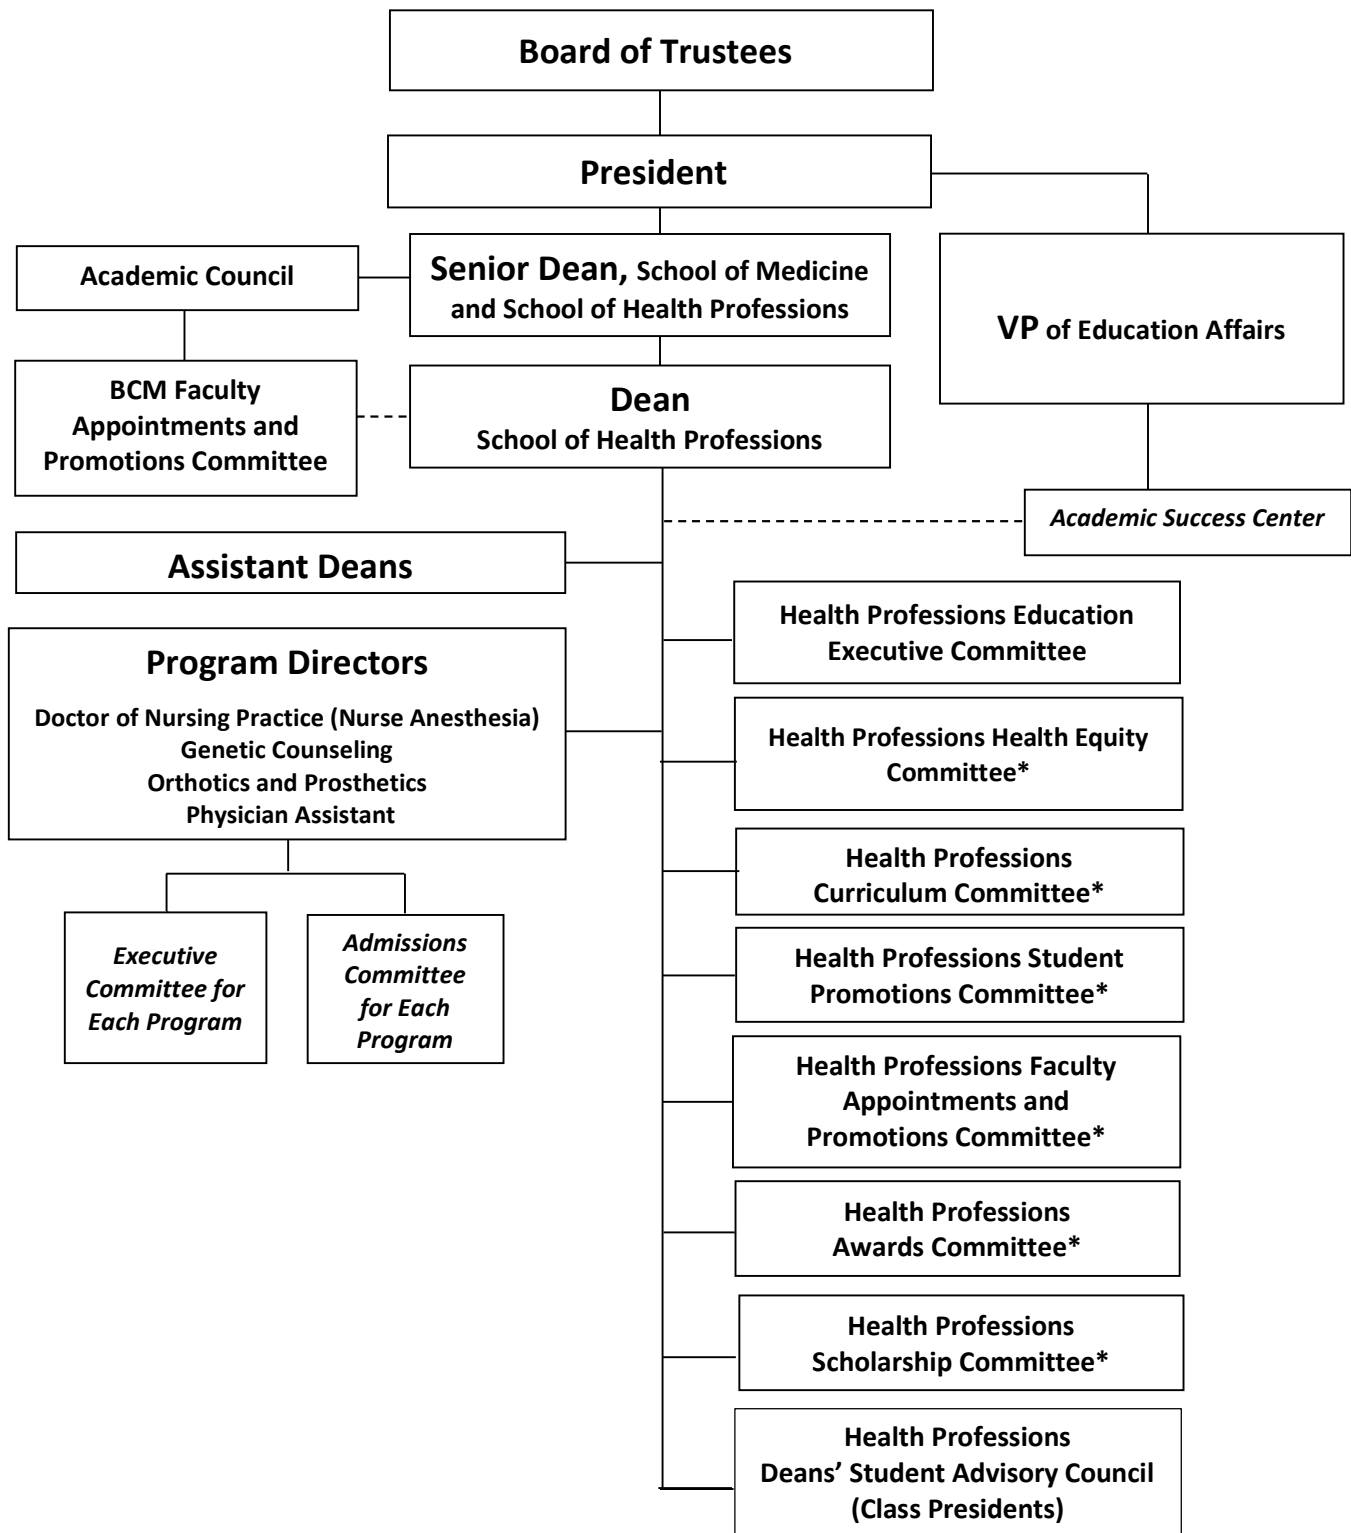 Board of Trustees
President
Academic Council
Senior Dean, School of Medicine
and School of Health Professions
VP of Education Affairs
BCM Faculty
Appointments and
Promotions Committee
Dean
School of Health Professions
Academic Success Center
Assistant Deans
Program Directors
Doctor of Nursing Practice (Nurse Anesthesia)
Genetic Counseling
Orthotics and Prosthetics
Physician Assistant
Executive
Committee for
Each Program
Admissions
Committee
for Each
Program
Health Professions Education
Executive Committee
Health Professions Health Equity
Committee*
Health Professions
Curriculum Committee*
Health Professions Student
Promotions Committee*
Health Professions Faculty
Appointments and
Promotions Committee*
Health Professions
Awards Committee*
Health Professions
Scholarship Committee*
Health Professions
Deans’ Student Advisory Council
(Class Presidents)